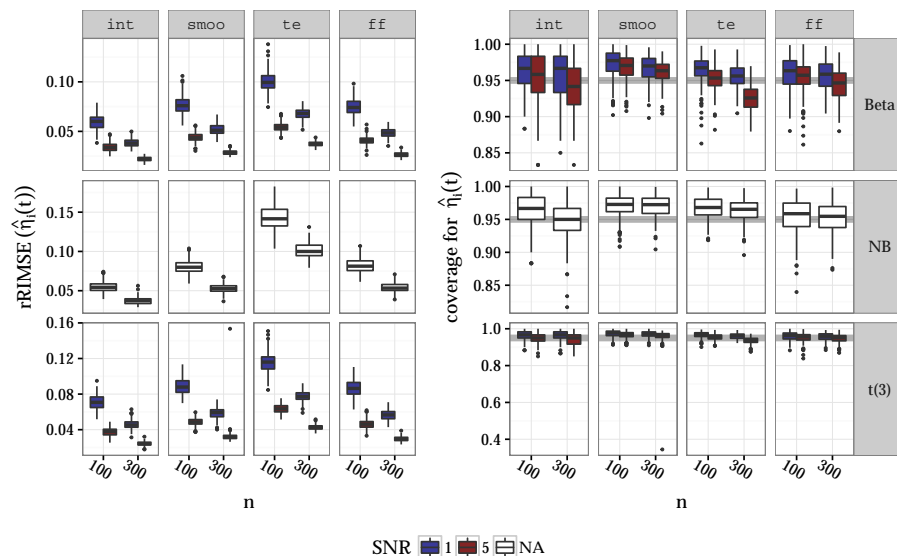 int smoo te ff
int smoo te ff
rRIMSE (η̂ᵢ(t))
0.10
0.05
0.15
0.10
0.05
0.16
0.12
0.08
0.04
coverage for η̂ᵢ(t)
1.00
0.95
0.90
0.85
1.00
0.95
0.90
0.85
1.0
0.8
0.6
0.4
Beta
NB
t(3)
100 300 100 300 100 300 100 300
100 300 100 300 100 300 100 300
n
n
SNR 1 5 NA